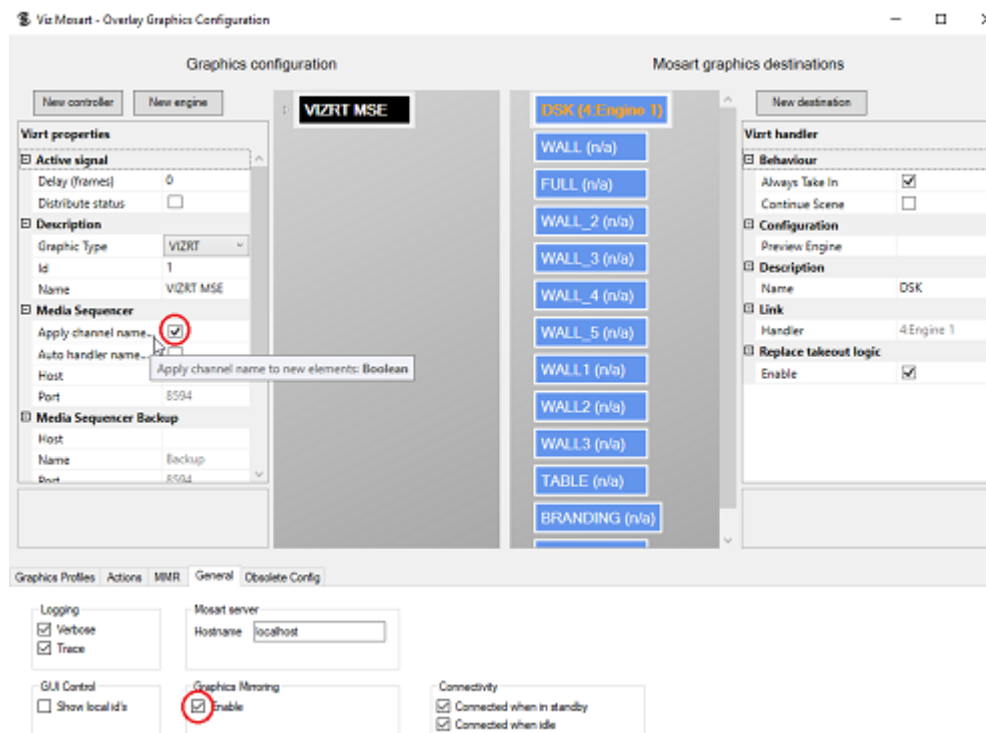 Viz Mosart - Overlay Graphics Configuration
Graphics configuration
Mosart graphics destinations
New controller
New engine
VIZRT MSE
Vizrt properties
Active signal
Delay (frames) 0
Distribute status
Description
Graphic Type VIZRT
Id 1
Name VIZRT MSE
Media Sequencer
Apply channel name...
Auto handler name...
Apply channel name to new elements: Boolean
Host
Port 8594
Media Sequencer Backup
Host
Name Backup
Port 8594
DSK (4:Engine 1)
WALL (n/a)
FULL (n/a)
WALL_2 (n/a)
WALL_3 (n/a)
WALL_4 (n/a)
WALL_5 (n/a)
WALL1 (n/a)
WALL2 (n/a)
WALL3 (n/a)
TABLE (n/a)
BRANDING (n/a)
New destination
Vizrt handler
Behaviour
Always Take In
Continue Scene
Configuration
Preview Engine
Description
Name DSK
Link
Handler 4:Engine 1
Replace takeout logic
Enable
Graphics Profiles Actions MMR General Obsolete Config
Logging
Verbose
Trace
Mosart server
Hostname localhost
GUI Control
Show local id's
Graphics Mirroring
Enable
Connectivity
Connected when in standby
Connected when idle